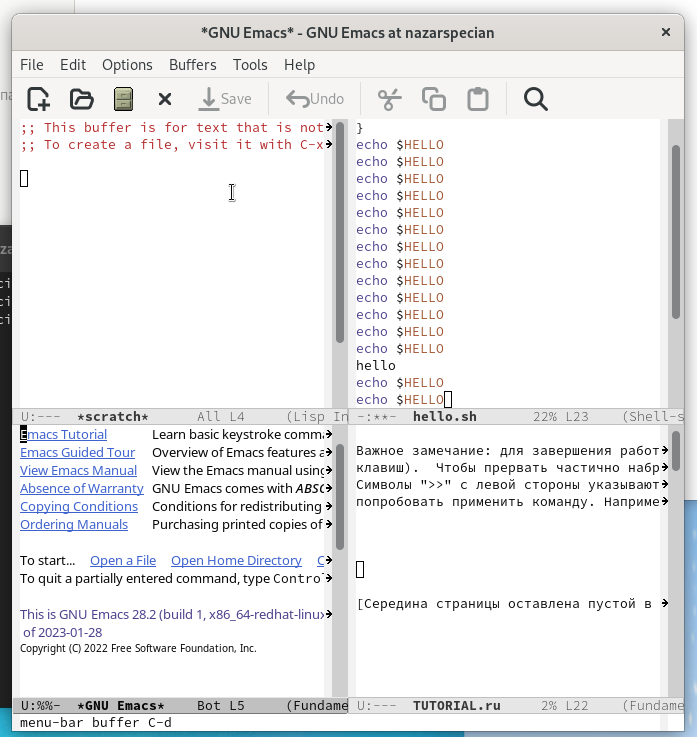 *GNU Emacs* - GNU Emacs at nazarspecian
File Edit Options Buffers Tools Help
Save Undo
;; This buffer is for text that is not
;; To create a file, visit it with C-x
U:--- *scratch* All L4 (Lisp In
}
echo $HELLO
echo $HELLO
echo $HELLO
echo $HELLO
echo $HELLO
echo $HELLO
echo $HELLO
echo $HELLO
echo $HELLO
echo $HELLO
echo $HELLO
echo $HELLO
echo $HELLO
hello
echo $HELLO
echo $HELLO
-:**- hello.sh 22% L23 (Shell-s
Emacs Tutorial Learn basic keystroke comma
Emacs Guided Tour Overview of Emacs features a
View Emacs Manual View the Emacs manual using
Absence of Warranty GNU Emacs comes with ABSO
Copying Conditions Conditions for redistributing
Ordering Manuals Purchasing printed copies of
To start... Open a File Open Home Directory C
To quit a partially entered command, type Contro
This is GNU Emacs 28.2 (build 1, x86_64-redhat-linux
of 2023-01-28
Copyright (C) 2022 Free Software Foundation, Inc.
U:%%- *GNU Emacs* Bot L5 (Fundame
Важное замечание: для завершения работ
клавиш). Чтобы прервать частично набр
Символы ">>" с левой стороны указывают
попробовать применить команду. Наприме
[Середина страницы оставлена пустой в
U:--- TUTORIAL.ru 2% L22 (Fundame
menu-bar buffer C-d